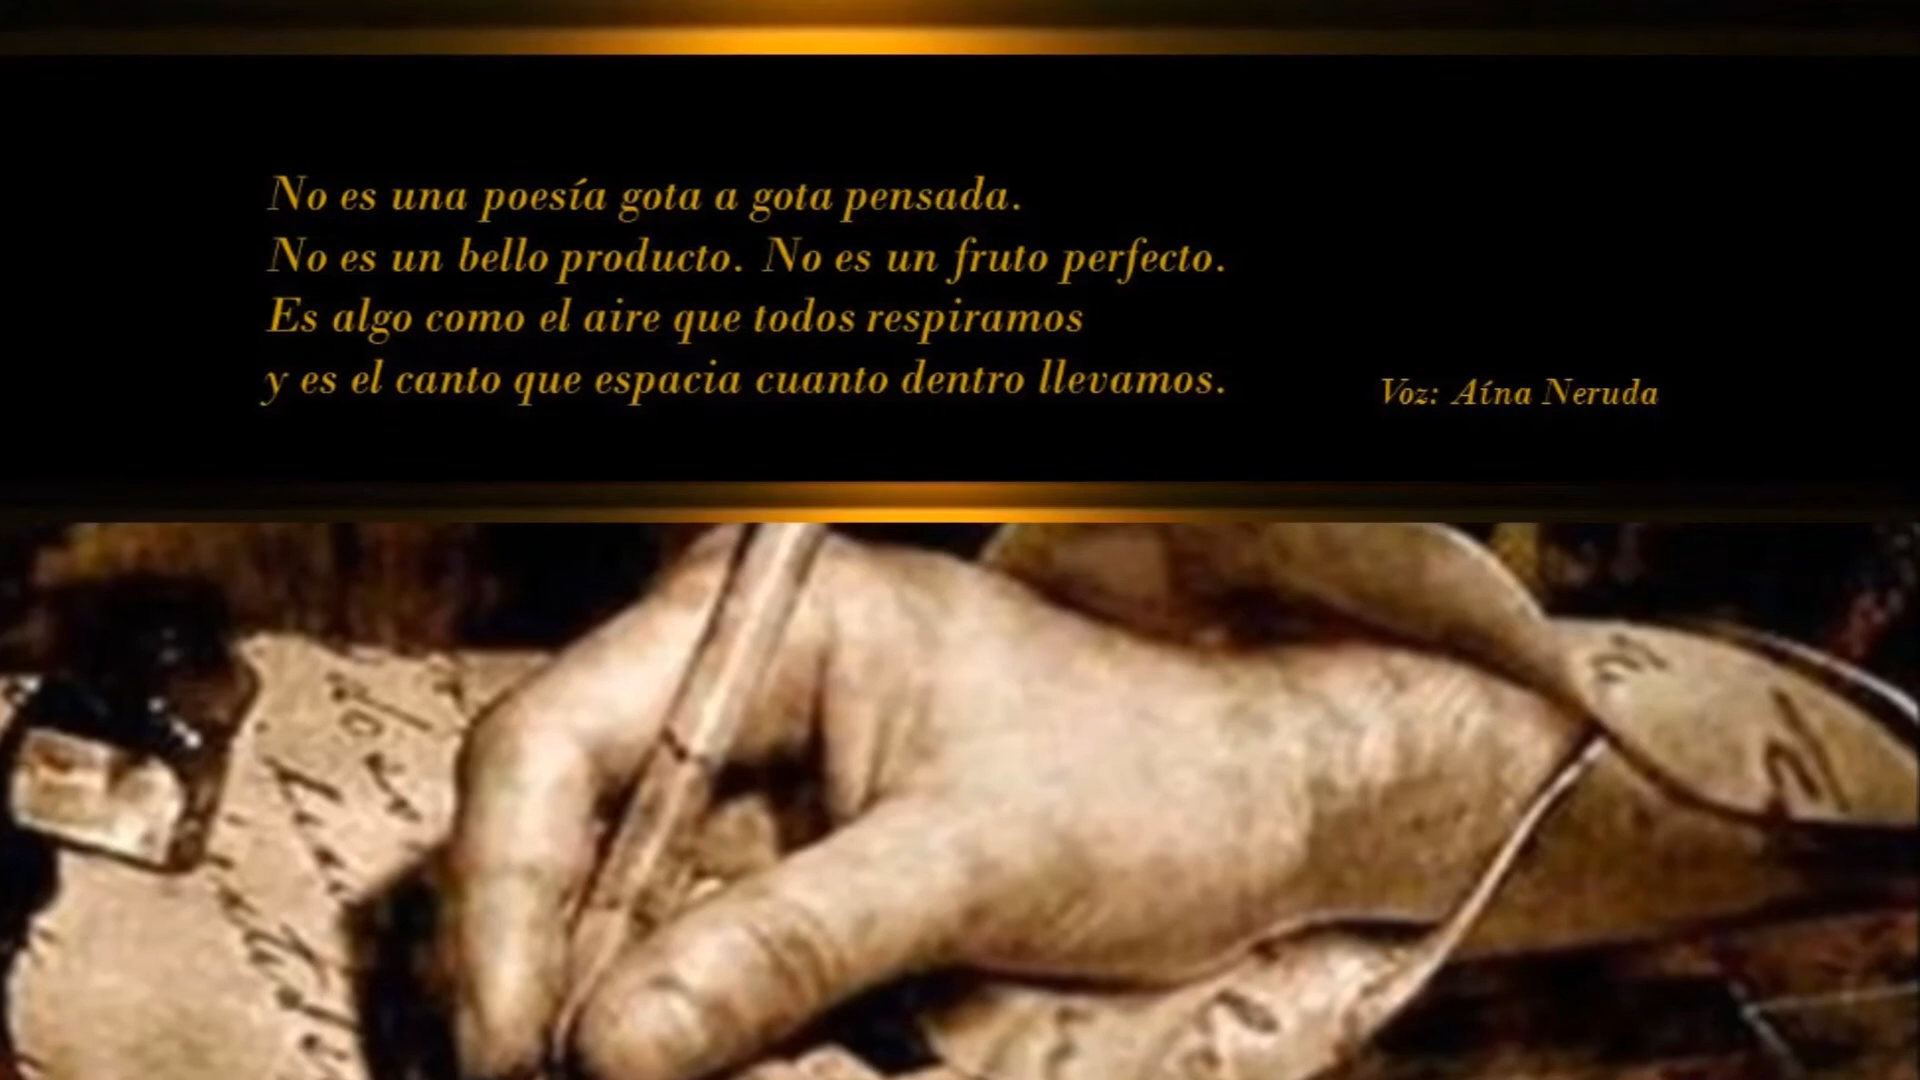 No es una poesía gota a gota pensada.
No es un bello producto. No es un fruto perfecto.
Es algo como el aire que todos respiramos
y es el canto que espacia cuanto dentro llevamos.
Voz: Aína Neruda